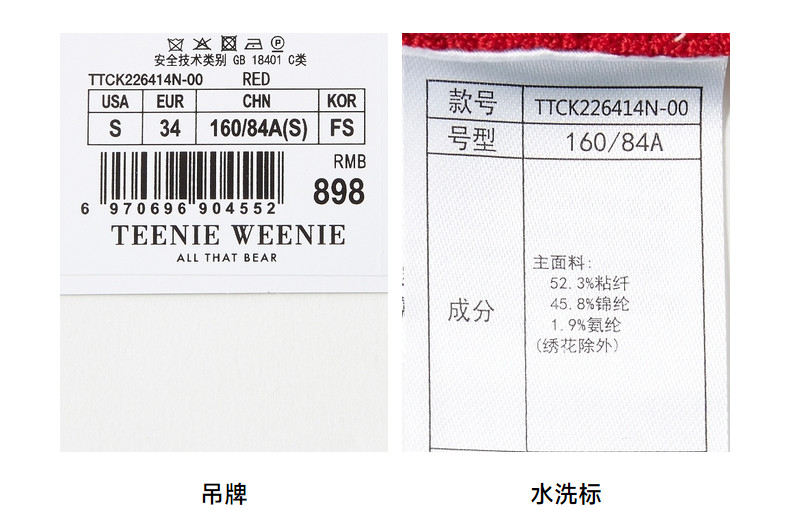 安全技术类别 GB 18401 C类
TTCK226414N-00 RED
USA EUR CHN KOR
S 34 160/84A(S) FS
RMB
898
6 970696 904552
TEENIE WEENIE
ALL THAT BEAR
款号 TTCK226414N-00
号型 160/84A
成分
主面料:
52.3%粘纤
45.8%锦纶
1.9%氨纶
(绣花除外)
吊牌
水洗标